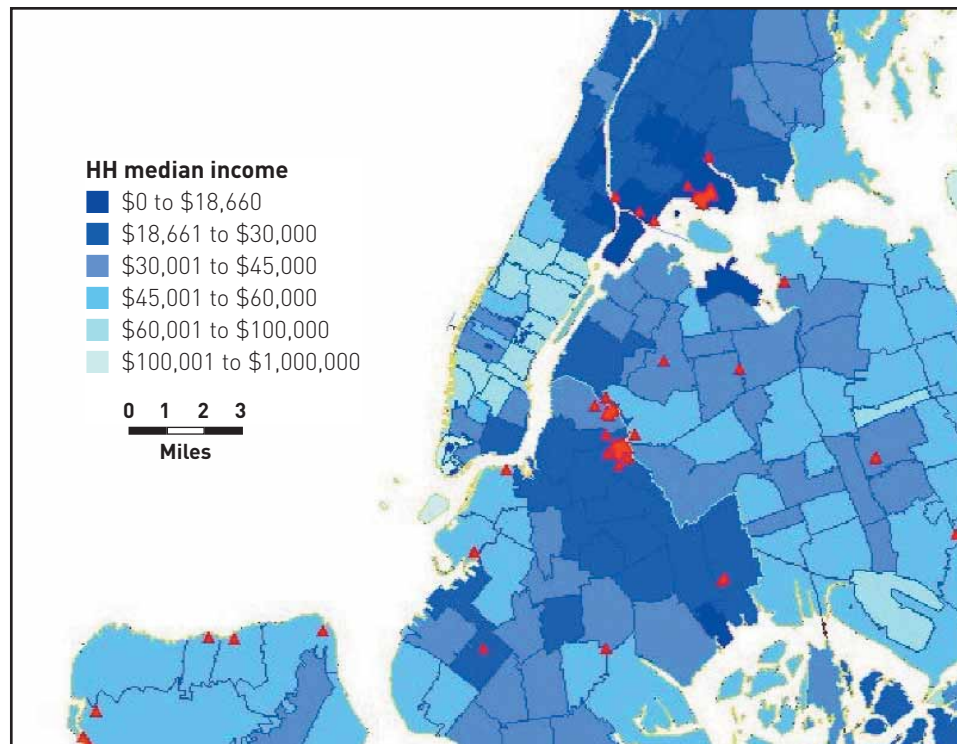 HH median income
$0 to $18,660
$18,661 to $30,000
$30,001 to $45,000
$45,001 to $60,000
$60,001 to $100,000
$100,001 to $1,000,000
0 1 2 3
Miles